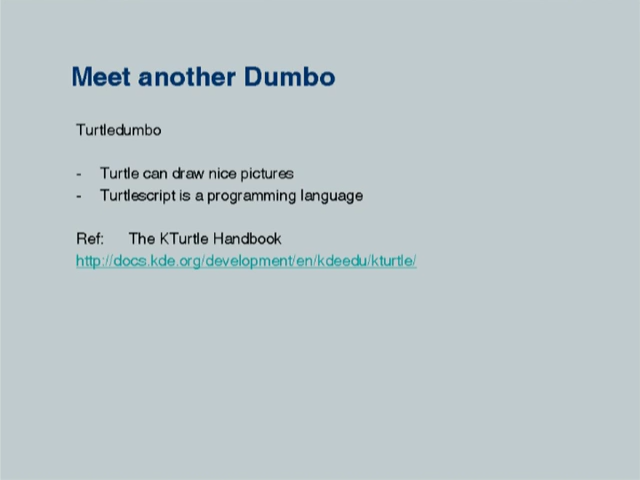 Meet another Dumbo
Turtledumbo
- Turtle can draw nice pictures
- Turtlescript is a programming language
Ref: The KTurtle Handbook
http://docs.kde.org/development/en/kdeedu/kturtle/